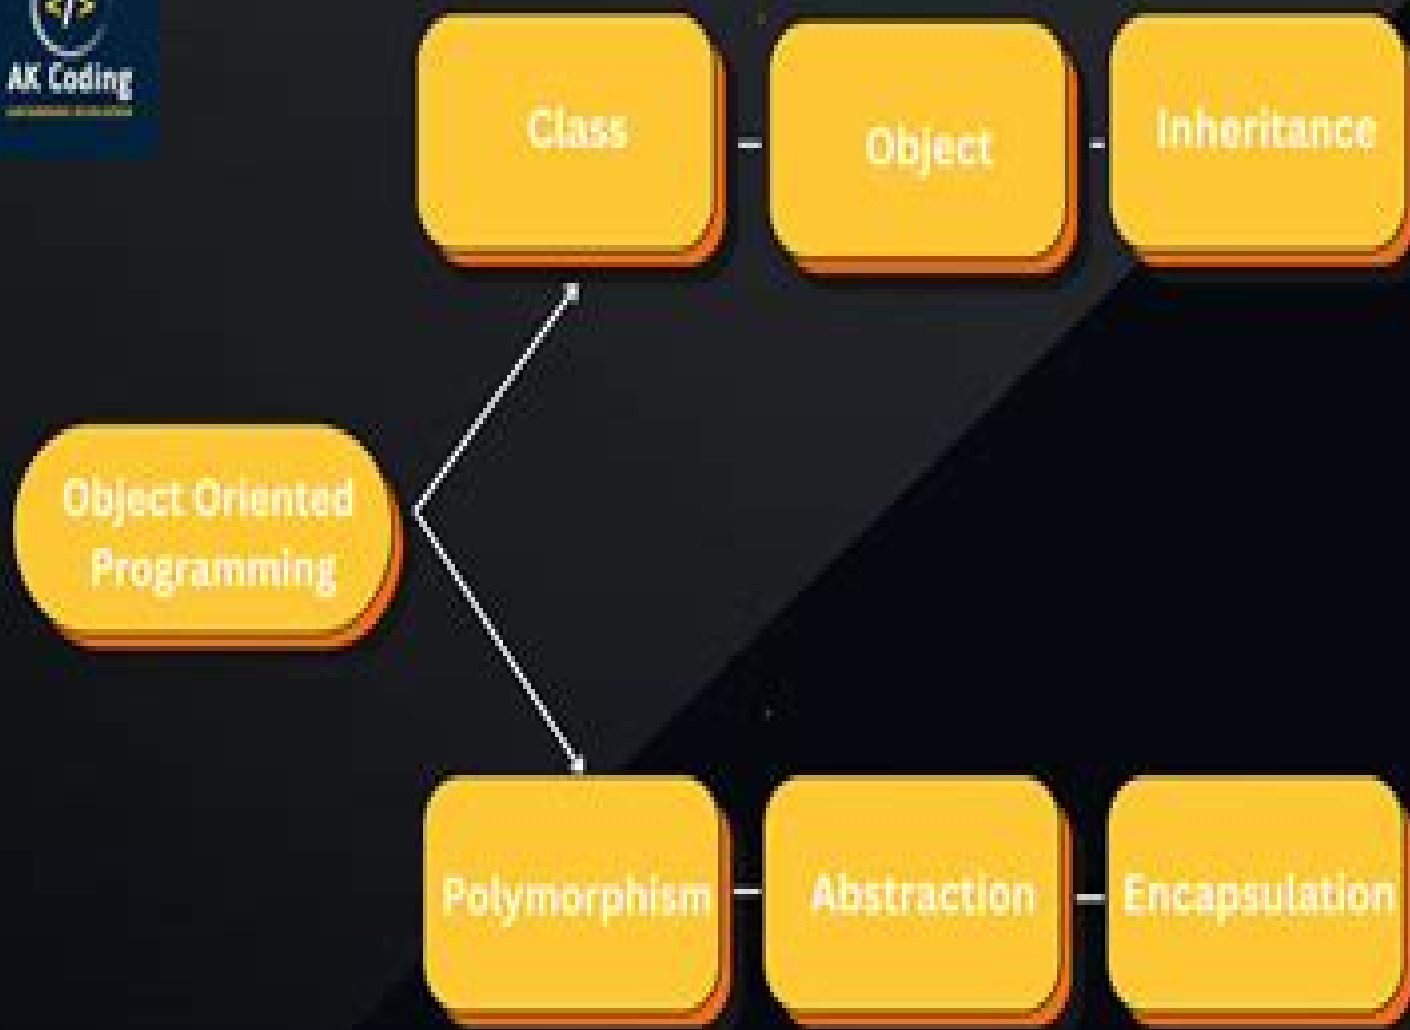 </>
AK Coding
Class
Object
Inheritance
Object Oriented
Programming
Polymorphism
Abstraction
Encapsulation